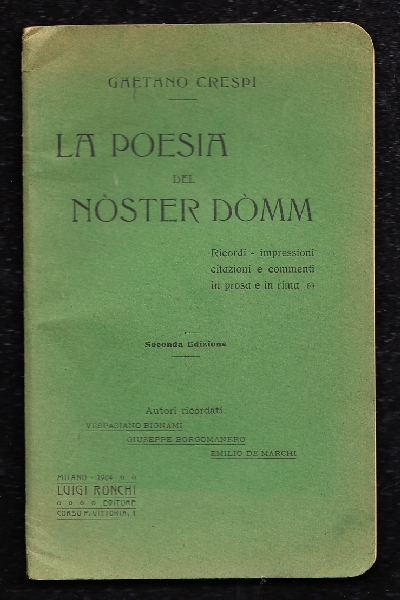 GAETANO CRESPI
LA POESIA
DEL
NÒSTER DÒMM
Ricordi - impressioni
citazioni e commenti
in prosa e in rima
Seconda Edizione
Autori ricordati
VESPASIANO BIGNAMI
GIUSEPPE BORGOMANERO
EMILIO DE MARCHI
MILANO - 1904
LUIGI RONCHI
EDITORE
CORSO P. VITTORIA, 1